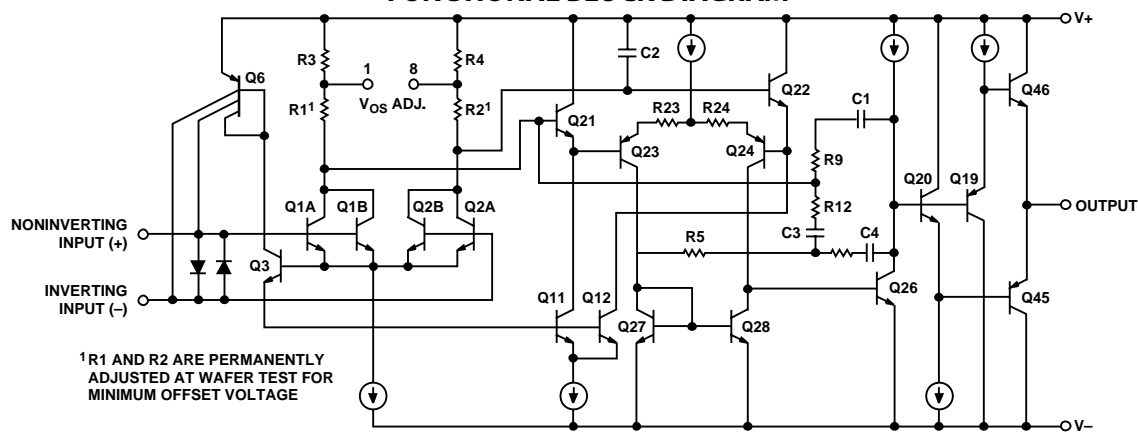 FUNCTIONAL BLOCK DIAGRAM
V+
R3
R4
C2
Q6
1
8
Q22
Q46
VOS ADJ.
R1¹
R2¹
R23
R24
C1
Q21
Q23
Q24
R9
Q20
Q19
Q1A
Q1B
Q2B
Q2A
R12
NONINVERTING
INPUT (+)
OUTPUT
C3
C4
R5
Q3
INVERTING
INPUT (–)
Q11
Q12
Q27
Q28
Q26
Q45
¹R1 AND R2 ARE PERMANENTLY
ADJUSTED AT WAFER TEST FOR
MINIMUM OFFSET VOLTAGE
V–